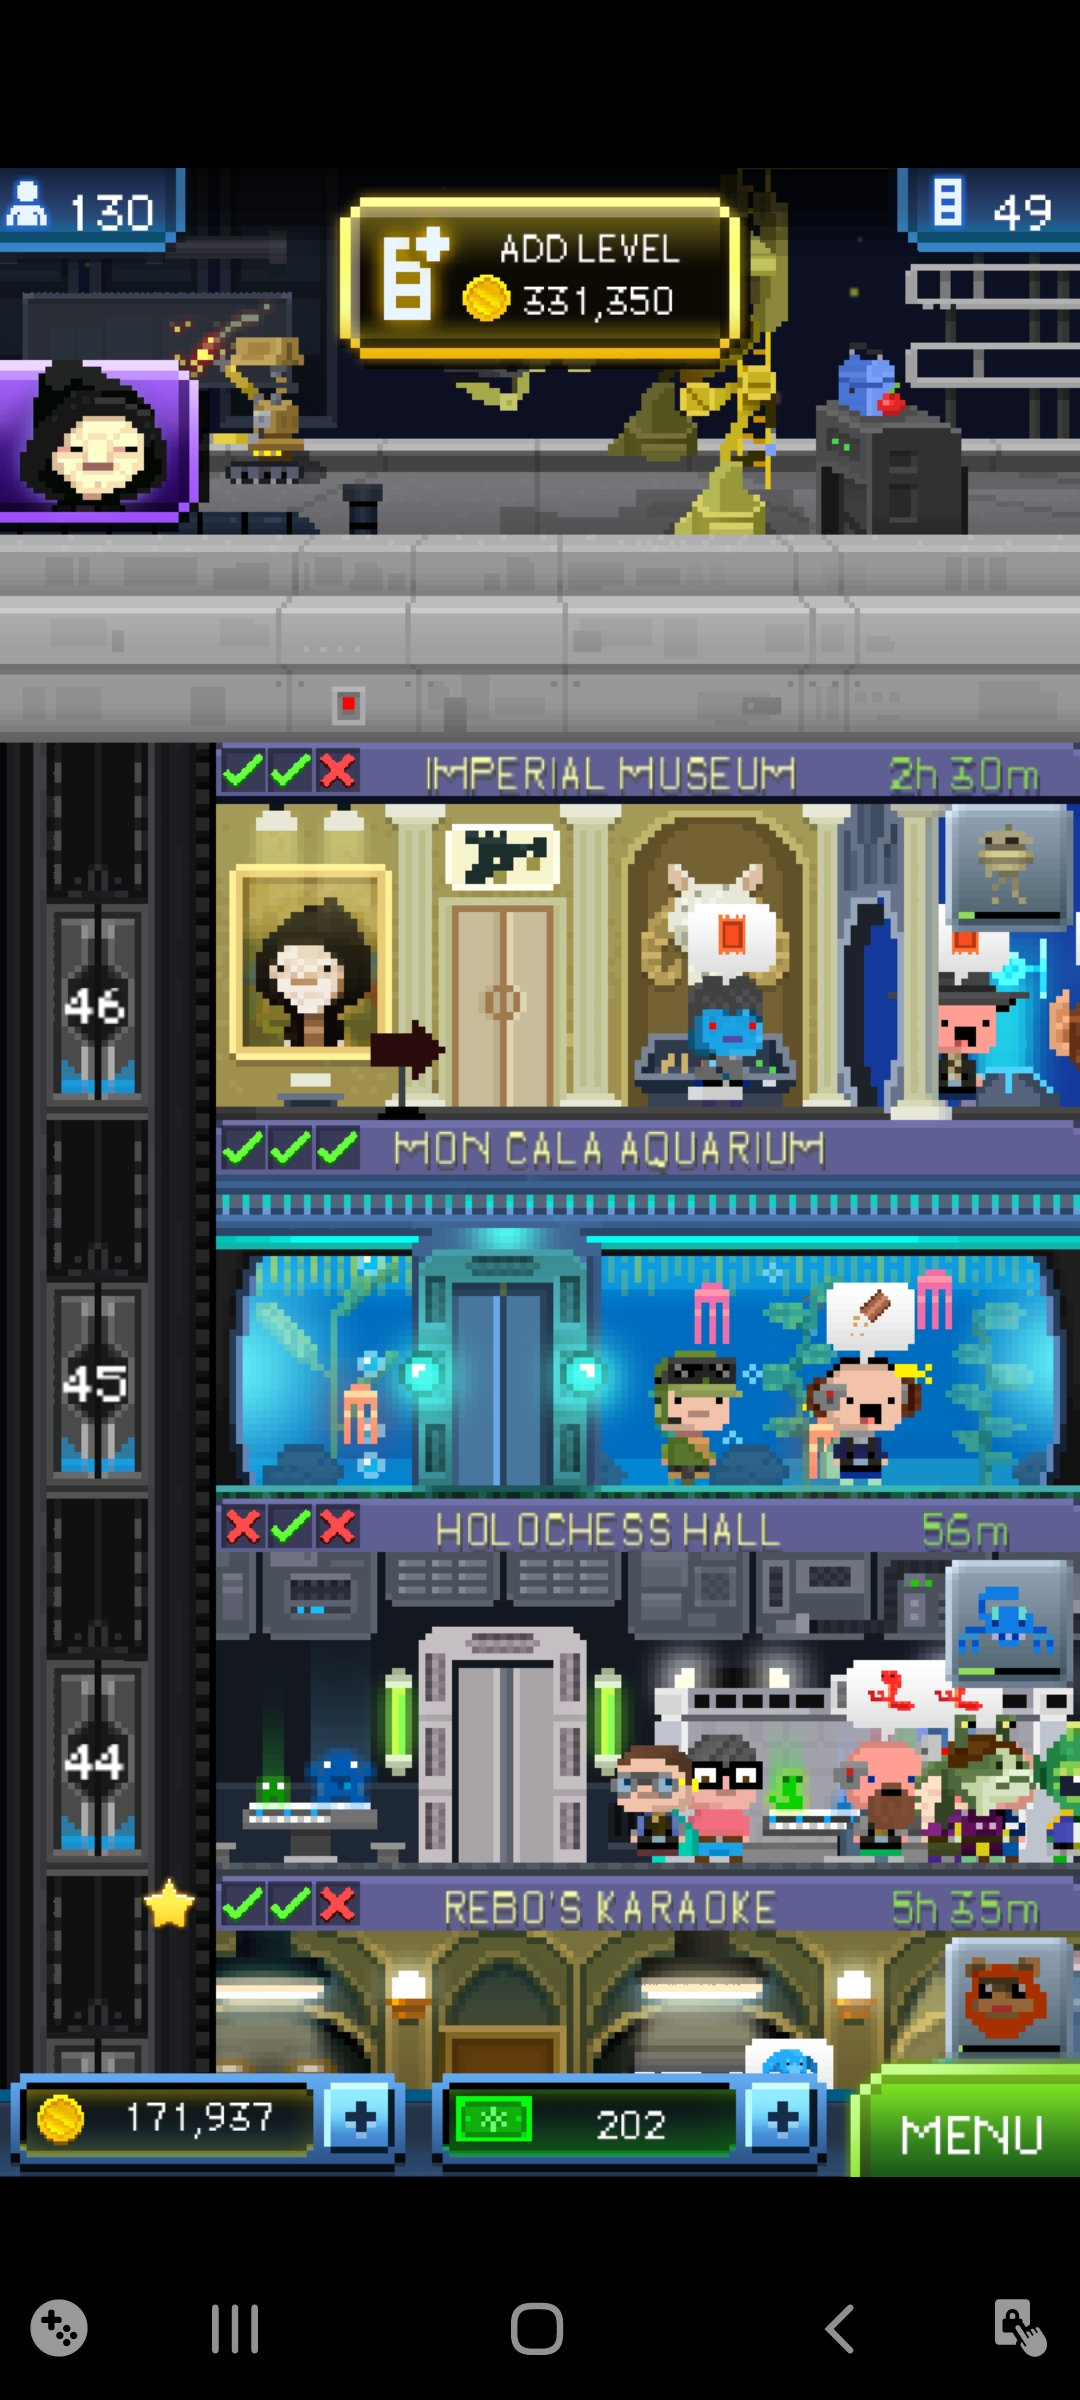 130
ADD LEVEL
331,350
49
IMPERIAL MUSEUM 2h 30m
46
MON CALA AQUARIUM
45
HOLOCHESS HALL 56m
44
REBO'S KARAOKE 5h 35m
171,937
202
MENU